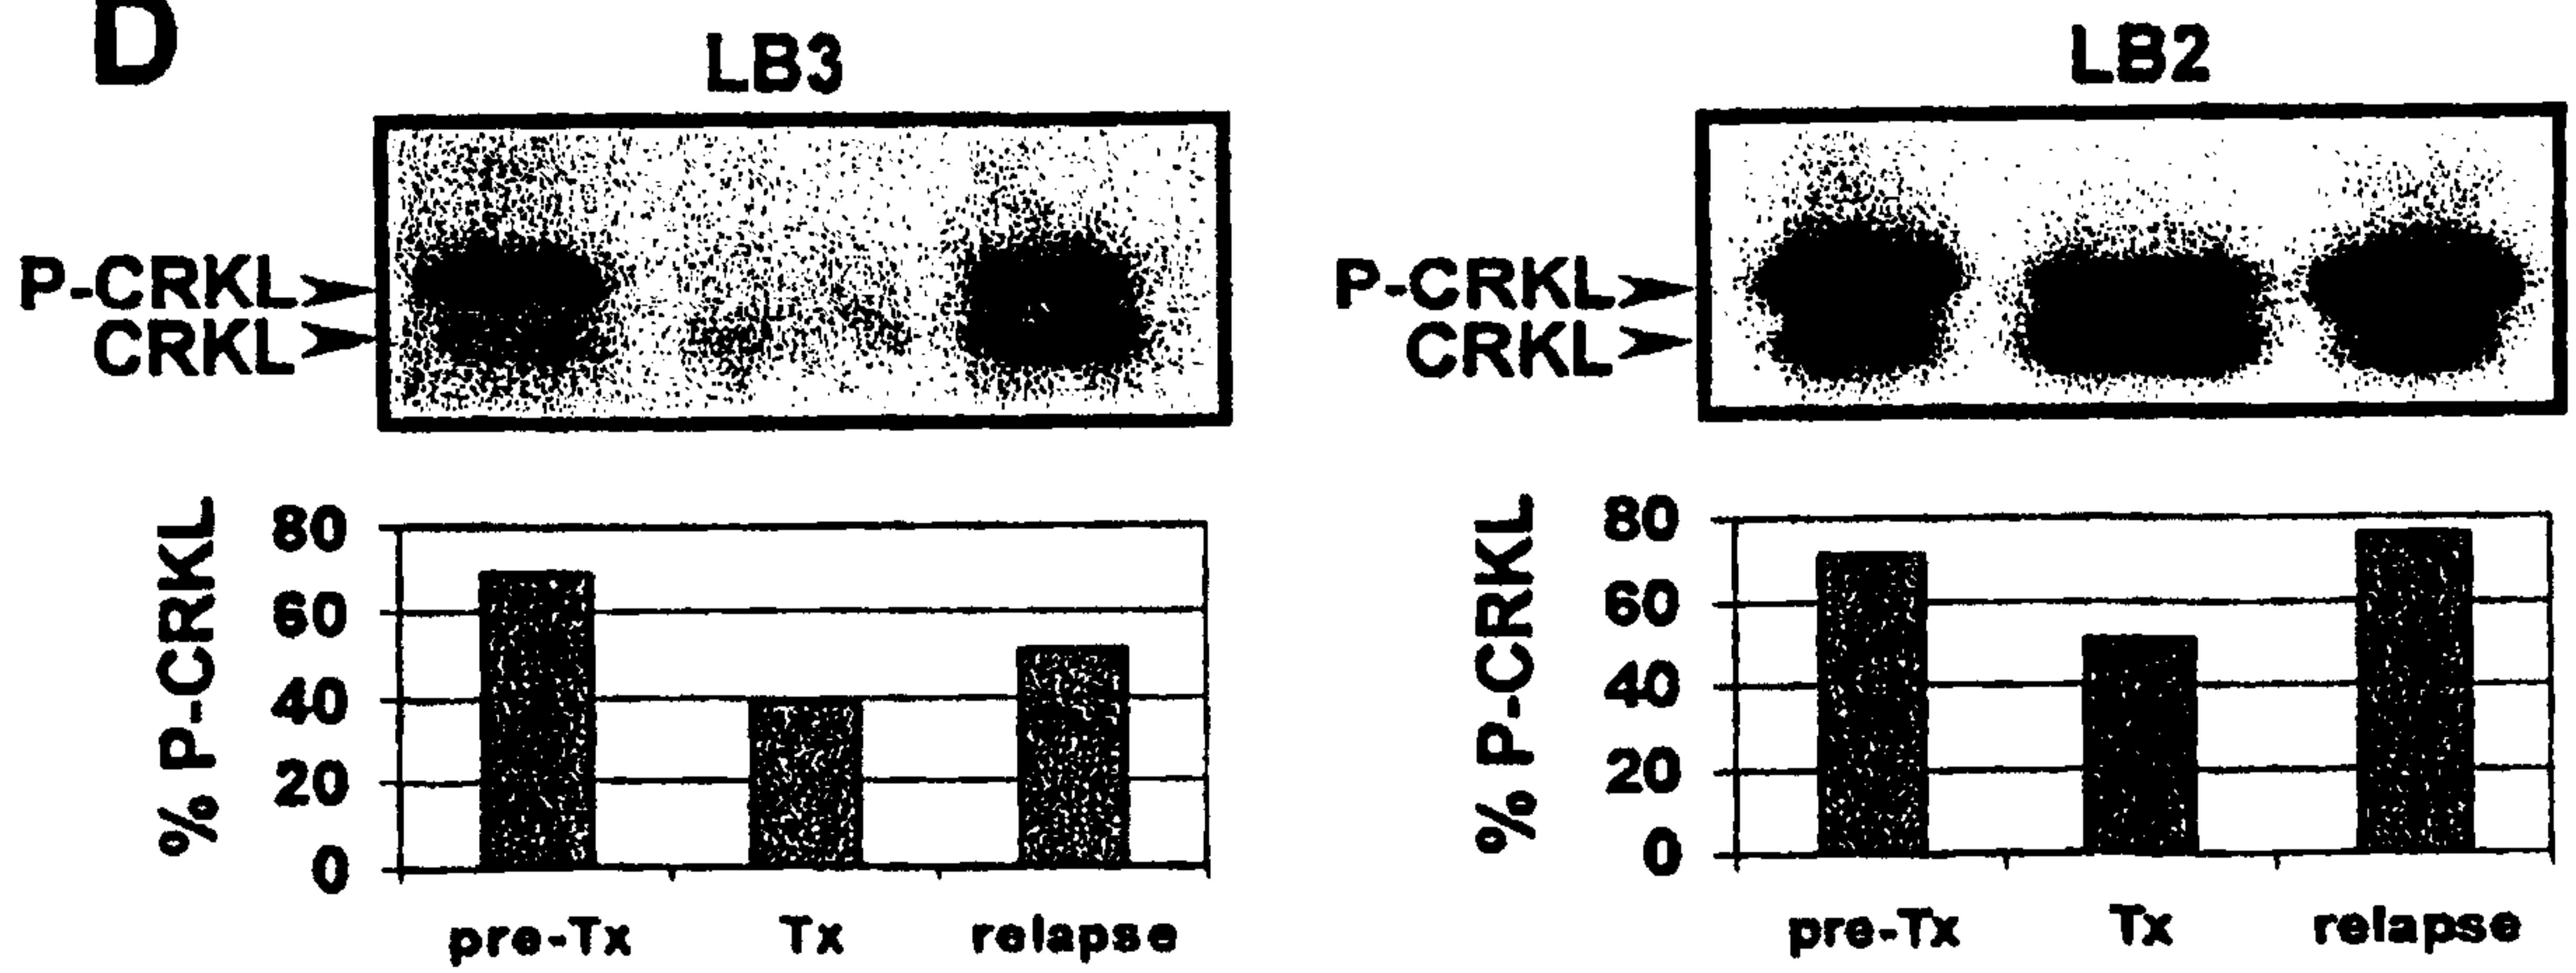 D
LB3
P-CRKL
CRKL
% P-CRKL
80
60
40
20
0
pre-Tx Tx relapse
LB2
P-CRKL
CRKL
% P-CRKL
80
60
40
20
0
pre-Tx Tx relapse